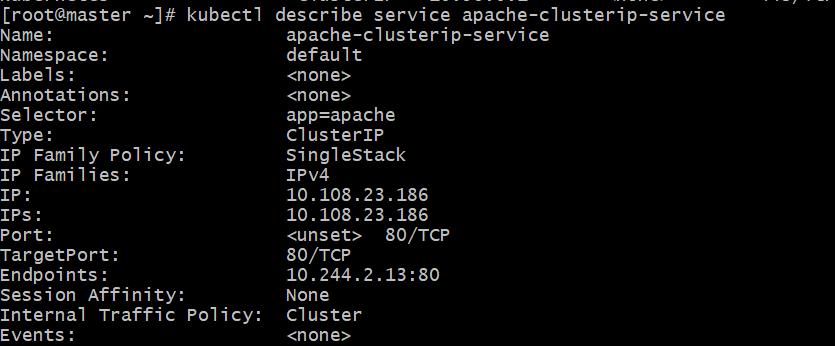 [root@master ~]# kubectl describe service apache-clusterip-service
Name: apache-clusterip-service
Namespace: default
Labels: <none>
Annotations: <none>
Selector: app=apache
Type: ClusterIP
IP Family Policy: SingleStack
IP Families: IPv4
IP: 10.108.23.186
IPs: 10.108.23.186
Port: <unset> 80/TCP
TargetPort: 80/TCP
Endpoints: 10.244.2.13:80
Session Affinity: None
Internal Traffic Policy: Cluster
Events: <none>